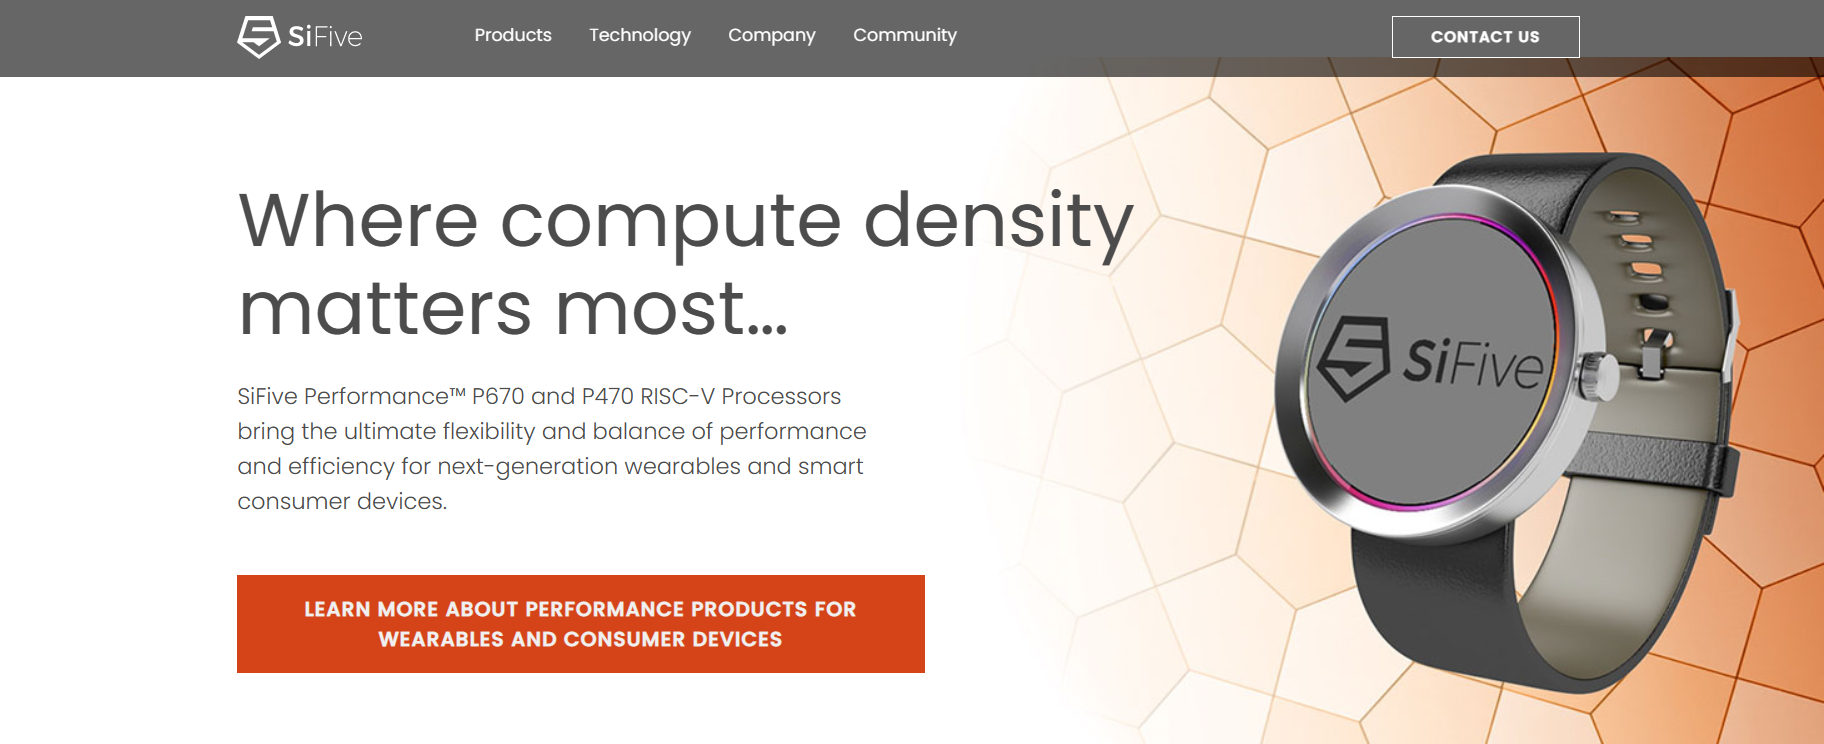 SiFive
Products
Technology
Company
Community
CONTACT US
Where compute density
matters most...
SiFive Performance™ P670 and P470 RISC-V Processors
bring the ultimate flexibility and balance of performance
and efficiency for next-generation wearables and smart
consumer devices.
LEARN MORE ABOUT PERFORMANCE PRODUCTS FOR
WEARABLES AND CONSUMER DEVICES
SiFive